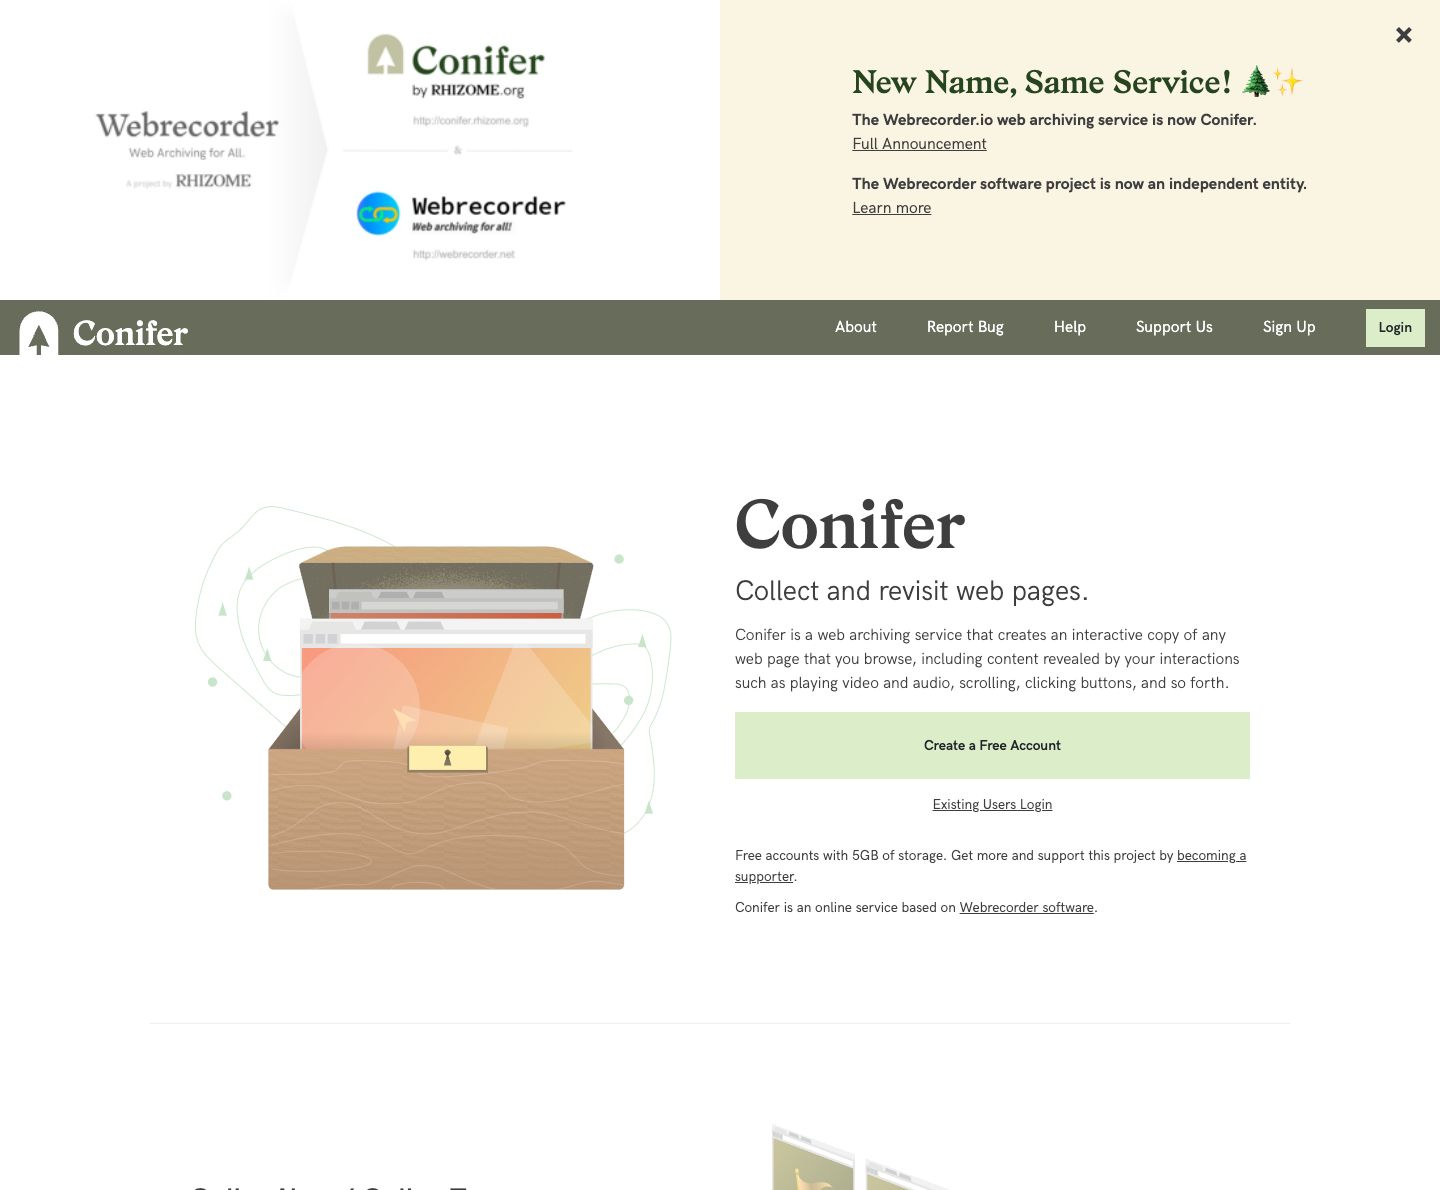 Webrecorder
Web Archiving for All.
A project by RHIZOME
Conifer
by RHIZOME.org
http://conifer.rhizome.org
&
Webrecorder
Web archiving for all!
http://webrecorder.net
New Name, Same Service! 🌲✨
The Webrecorder.io web archiving service is now Conifer.
Full Announcement
The Webrecorder software project is now an independent entity.
Learn more
Conifer
About
Report Bug
Help
Support Us
Sign Up
Login
Conifer
Collect and revisit web pages.
Conifer is a web archiving service that creates an interactive copy of any
web page that you browse, including content revealed by your interactions
such as playing video and audio, scrolling, clicking buttons, and so forth.
Create a Free Account
Existing Users Login
Free accounts with 5GB of storage. Get more and support this project by becoming a
supporter.
Conifer is an online service based on Webrecorder software.